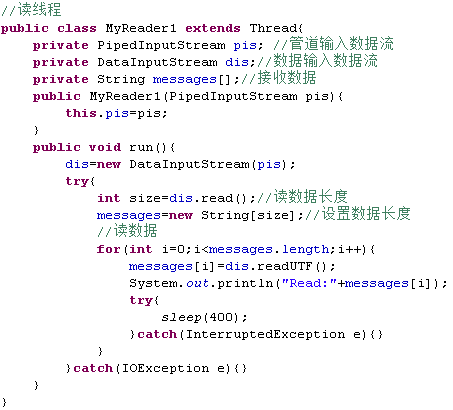 //读线程
public class MyReader1 extends Thread{
    private PipedInputStream pis; //管道输入数据流
    private DataInputStream dis;//数据输入数据流
    private String messages[];//接收数据
    public MyReader1(PipedInputStream pis){
        this.pis=pis;
    }
    public void run(){
        dis=new DataInputStream(pis);
        try{
            int size=dis.read();//读数据长度
            messages=new String[size];//设置数据长度
            //读数据
            for(int i=0;i<messages.length;i++){
                messages[i]=dis.readUTF();
                System.out.println("Read:"+messages[i]);
                try{
                    sleep(400);
                }catch(InterruptedException e){}
            }
        }catch(IOException e){}
    }
}